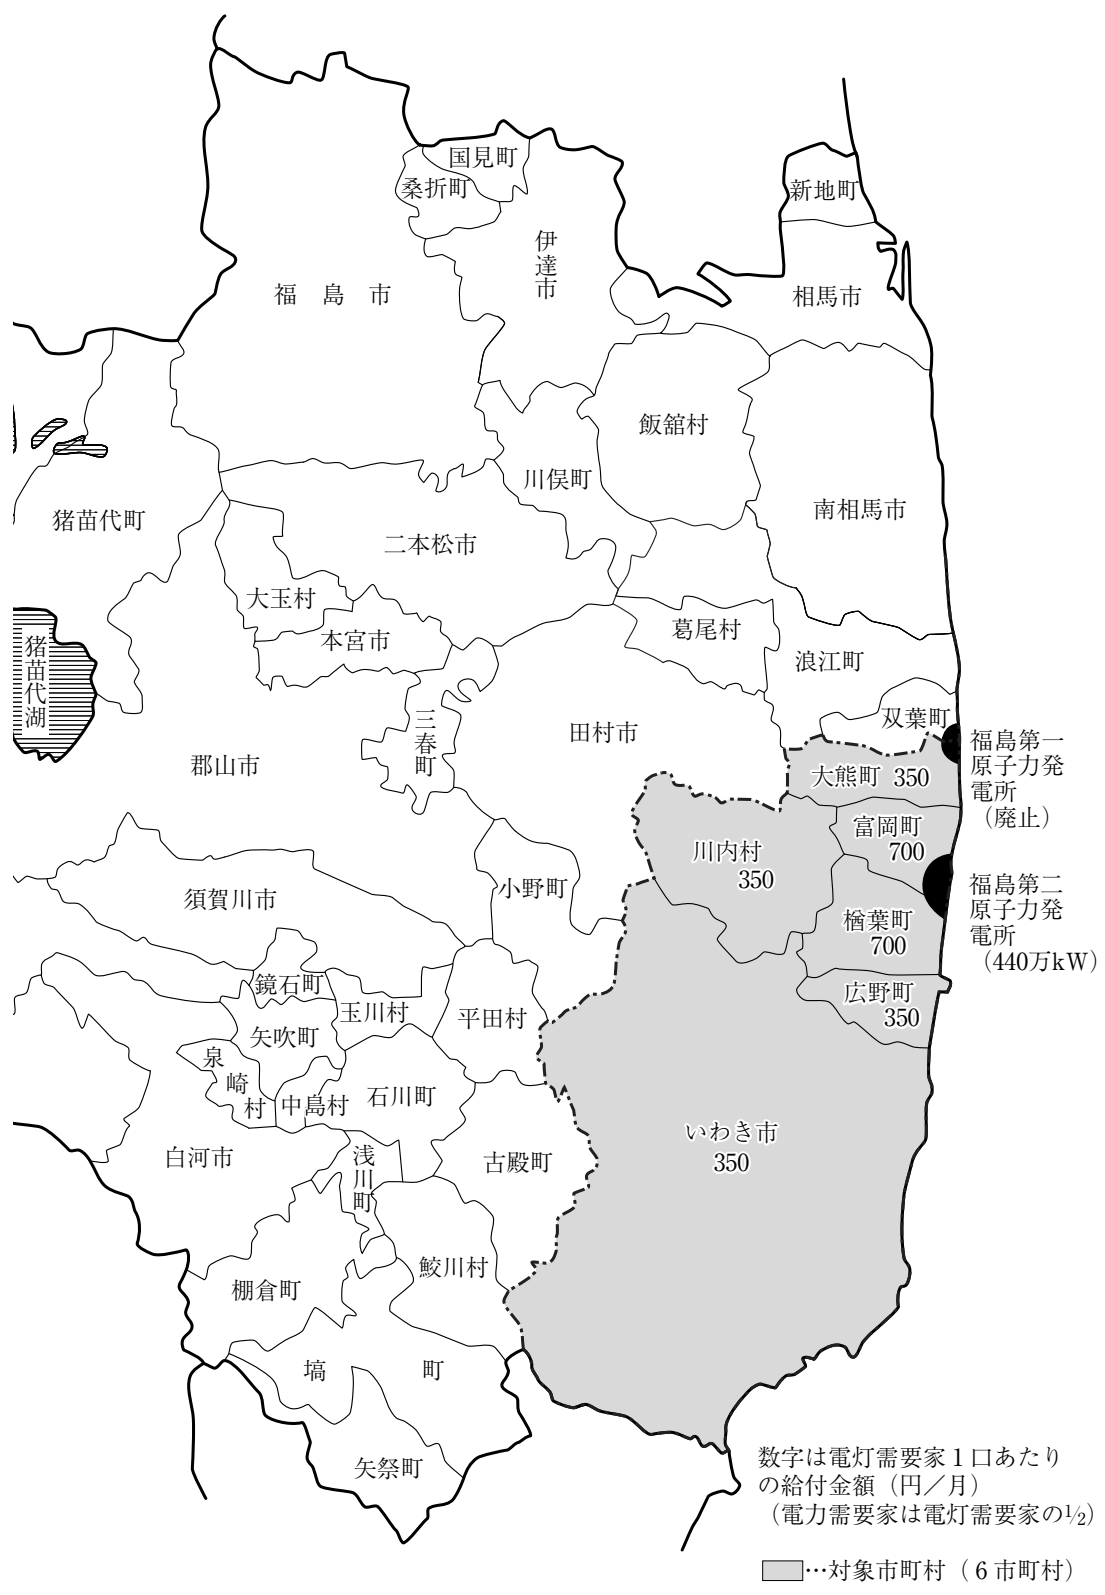 国見町
桑折町
新地町
伊達市
福島市
相馬市
飯舘村
川俣町
南相馬市
猪苗代町
二本松市
大玉村
本宮市
葛尾村
猪苗代湖
浪江町
双葉町
三春町
田村市
郡山市
大熊町 350
福島第一
原子力発
電所
（廃止）
富岡町
700
川内村
350
小野町
須賀川市
楢葉町
700
福島第二
原子力発
電所
（440万kW）
鏡石町
広野町
350
玉川村
平田村
矢吹町
泉崎村
中島村
石川町
いわき市
350
白河市
浅川町
古殿町
鮫川村
棚倉町
塙町
矢祭町
数字は電灯需要家１口あたり
の給付金額（円／月）
（電力需要家は電灯需要家の1/2）
…対象市町村（６市町村）